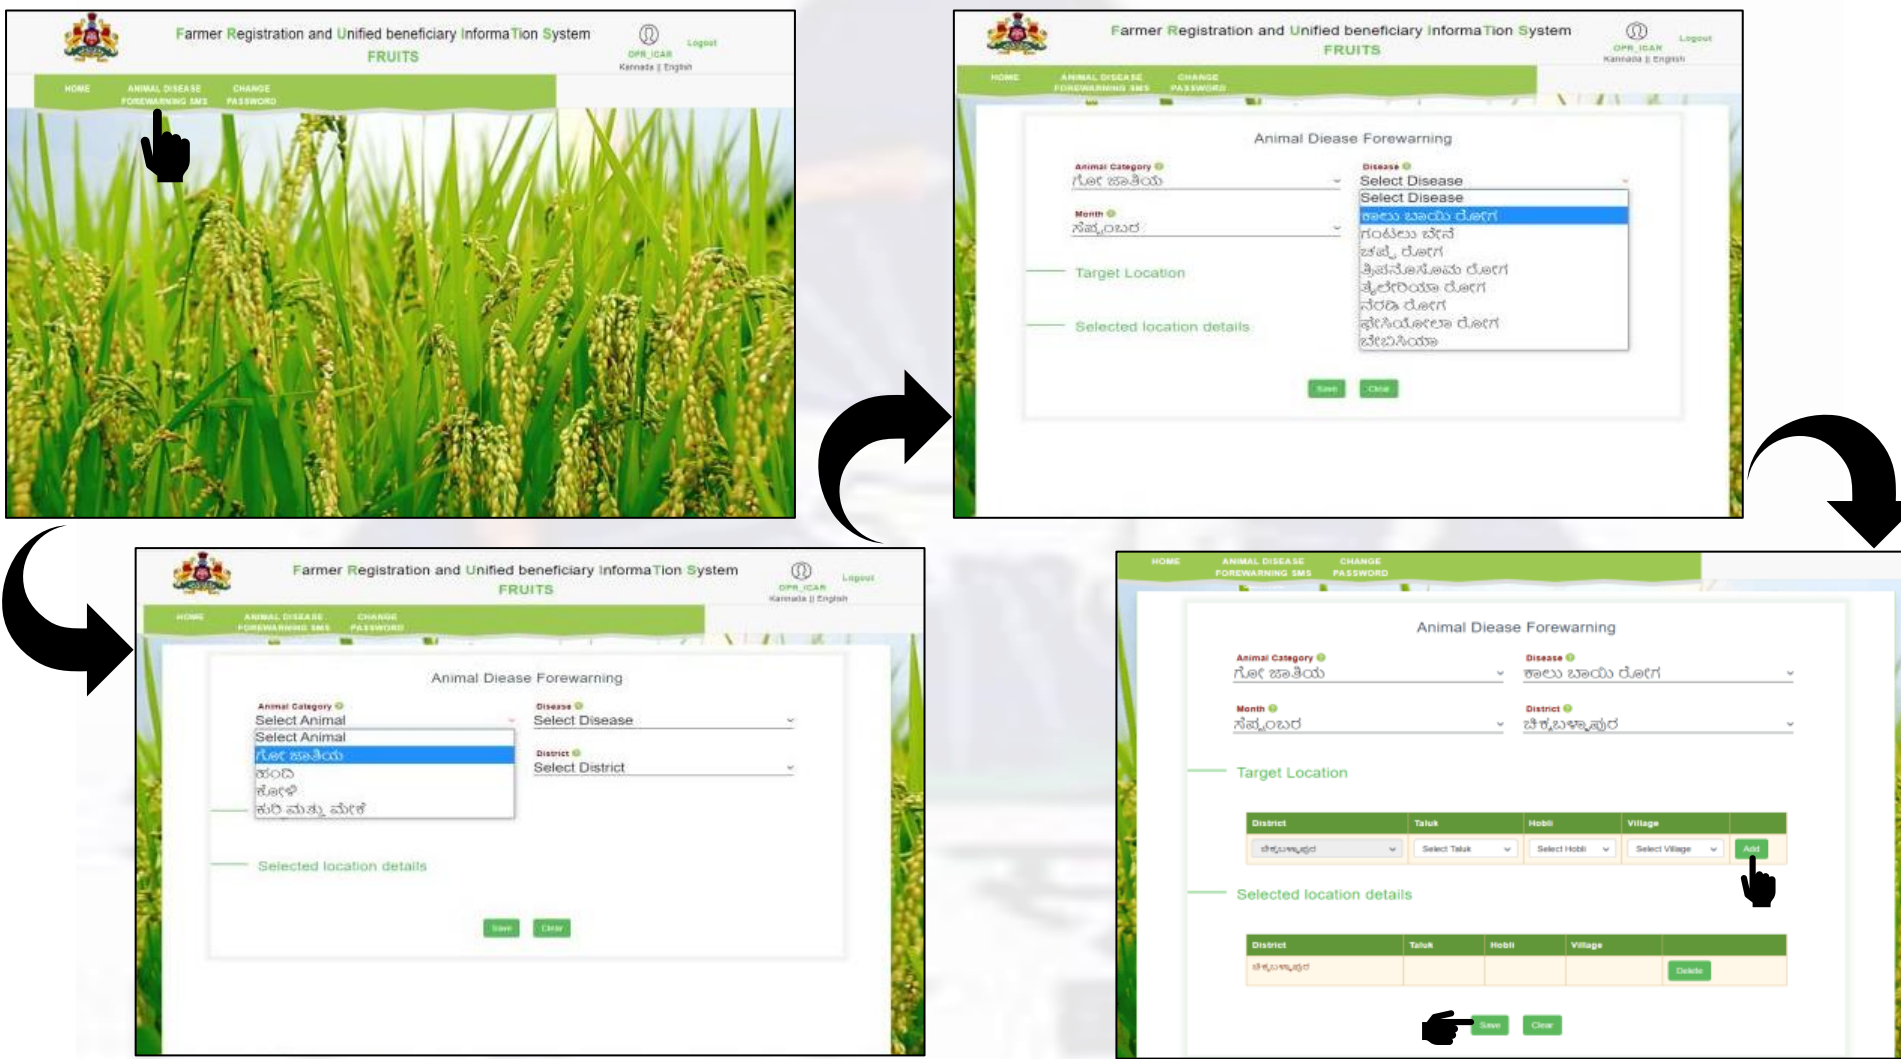 Farmer Registration and Unified beneficiary InformaTion System
FRUITS
OPR_ICAR
Logout
Kannada || English
HOME
ANIMAL DISEASE
FOREWARNING SMS
CHANGE
PASSWORD
Farmer Registration and Unified beneficiary InformaTion System
FRUITS
OPR_ICAR
Logout
Kannada || English
HOME
ANIMAL DISEASE
FOREWARNING SMS
CHANGE
PASSWORD
Animal Diease Forewarning
Animal Category
Select Animal
Select Animal
ಗೋ ಜಾತಿಯ
ಹಂದಿ
ಕೋಳಿ
ಕುರಿ ಮತ್ತು ಮೇಕೆ
Disease
Select Disease
District
Select District
Selected location details
Save
Clear
Farmer Registration and Unified beneficiary InformaTion System
FRUITS
OPR_ICAR
Logout
Kannada || English
HOME
ANIMAL DISEASE
FOREWARNING SMS
CHANGE
PASSWORD
Animal Diease Forewarning
Animal Category
ಗೋ ಜಾತಿಯ
Disease
Select Disease
Select Disease
ಕಾಲು ಬಾಯಿ ರೋಗ
ಗಂಟಲು ಬೇನೆ
ಚಪ್ಪೆ ರೋಗ
ತ್ರಿಪನೊಸೊಮ ರೋಗ
ತೈಲೇರಿಯಾ ರೋಗ
ನೆರಡಿ ರೋಗ
ಫೇಸಿಯೋಲಾ ರೋಗ
ಬೇಬಿಸಿಯಾ
Month
ಸೆಪ್ಟಂಬರ
Target Location
Selected location details
Save
Clear
HOME
ANIMAL DISEASE
FOREWARNING SMS
CHANGE
PASSWORD
Animal Diease Forewarning
Animal Category
ಗೋ ಜಾತಿಯ
Disease
ಕಾಲು ಬಾಯಿ ರೋಗ
Month
ಸೆಪ್ಟಂಬರ
District
ಚಿಕ್ಕಬಳ್ಳಾಪುರ
Target Location
District Taluk Hobli Village
ಚಿಕ್ಕಬಳ್ಳಾಪುರ Select Taluk Select Hobli Select Village Add
Selected location details
District Taluk Hobli Village
ಚಿಕ್ಕಬಳ್ಳಾಪುರ Delete
Save
Clear